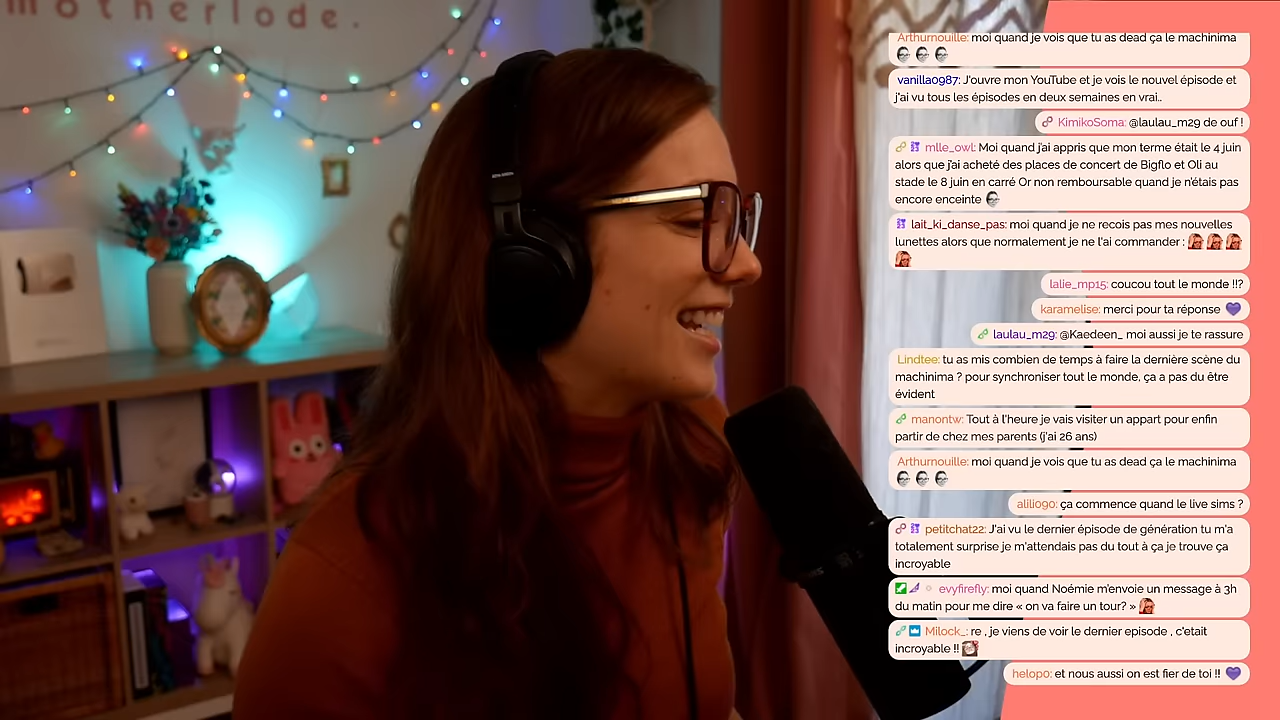 motherlode.
Arthurnouille: moi quand je vois que tu as dead ça le machinima
vanilla0987: J'ouvre mon YouTube et je vois le nouvel épisode et
j'ai vu tous les épisodes en deux semaines en vrai..
KimikoSoma: @laulau_m29 de ouf !
mlle_owl: Moi quand j'ai appris que mon terme était le 4 juin
alors que j'ai acheté des places de concert de Bigflo et Oli au
stade le 8 juin en carré Or non remboursable quand je n'étais pas
encore enceinte
lait_ki_danse_pas: moi quand je ne recois pas mes nouvelles
lunettes alors que normalement je ne l'ai commander :
lalie_mp15: coucou tout le monde !!?
karamelise: merci pour ta réponse
laulau_m29: @Kaedeen_ moi aussi je te rassure
Lindtee: tu as mis combien de temps à faire la dernière scène du
machinima ? pour synchroniser tout le monde, ça a pas du être
évident
manontw: Tout à l'heure je vais visiter un appart pour enfin
partir de chez mes parents (j'ai 26 ans)
Arthurnouille: moi quand je vois que tu as dead ça le machinima
alili090: ça commence quand le live sims ?
petitchat22: J'ai vu le dernier épisode de génération tu m'a
totalement surprise je m'attendais pas du tout à ça je trouve ça
incroyable
evyfirefly: moi quand Noémie m'envoie un message à 3h
du matin pour me dire « on va faire un tour? »
Milock_: re , je viens de voir le dernier episode , c'etait
incroyable !!
helop0: et nous aussi on est fier de toi !!